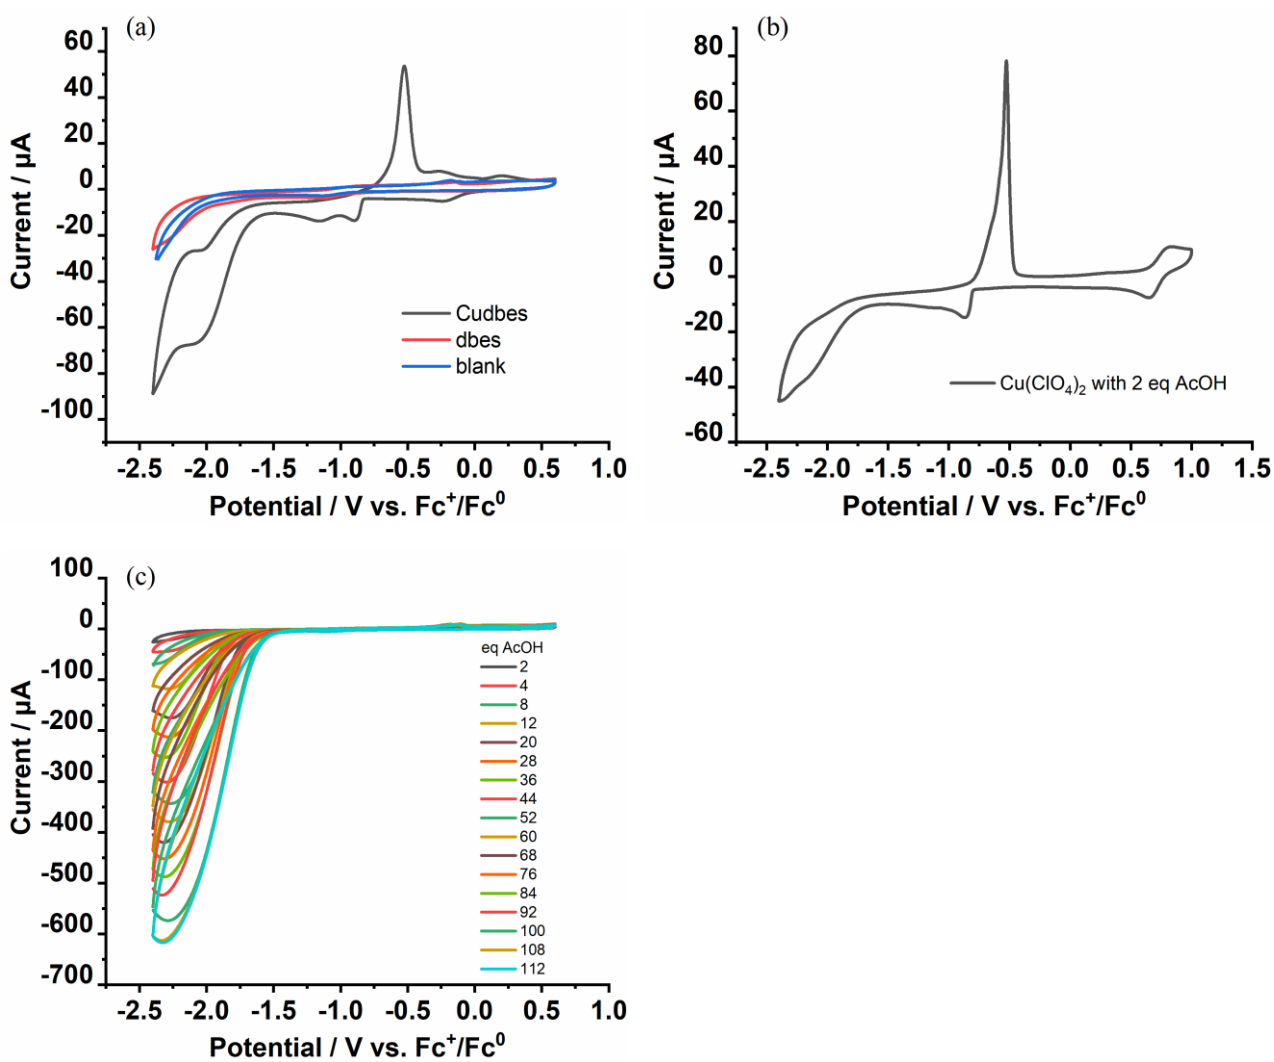 (a)
60
40
20
0
-20
-40
-60
-80
-100
Current / µA
Cudbes
dbes
blank
-2.5 -2.0 -1.5 -1.0 -0.5 0.0 0.5 1.0
Potential / V vs. Fc⁺/Fc⁰
(b)
80
60
40
20
0
-20
-40
-60
Current / µA
Cu(ClO₄)₂ with 2 eq AcOH
-2.5 -2.0 -1.5 -1.0 -0.5 0.0 0.5 1.0 1.5
Potential / V vs. Fc⁺/Fc⁰
(c)
100
0
-100
-200
-300
-400
-500
-600
-700
Current / µA
eq AcOH
2
4
8
12
20
28
36
44
52
60
68
76
84
92
100
108
112
-2.5 -2.0 -1.5 -1.0 -0.5 0.0 0.5 1.0
Potential / V vs. Fc⁺/Fc⁰